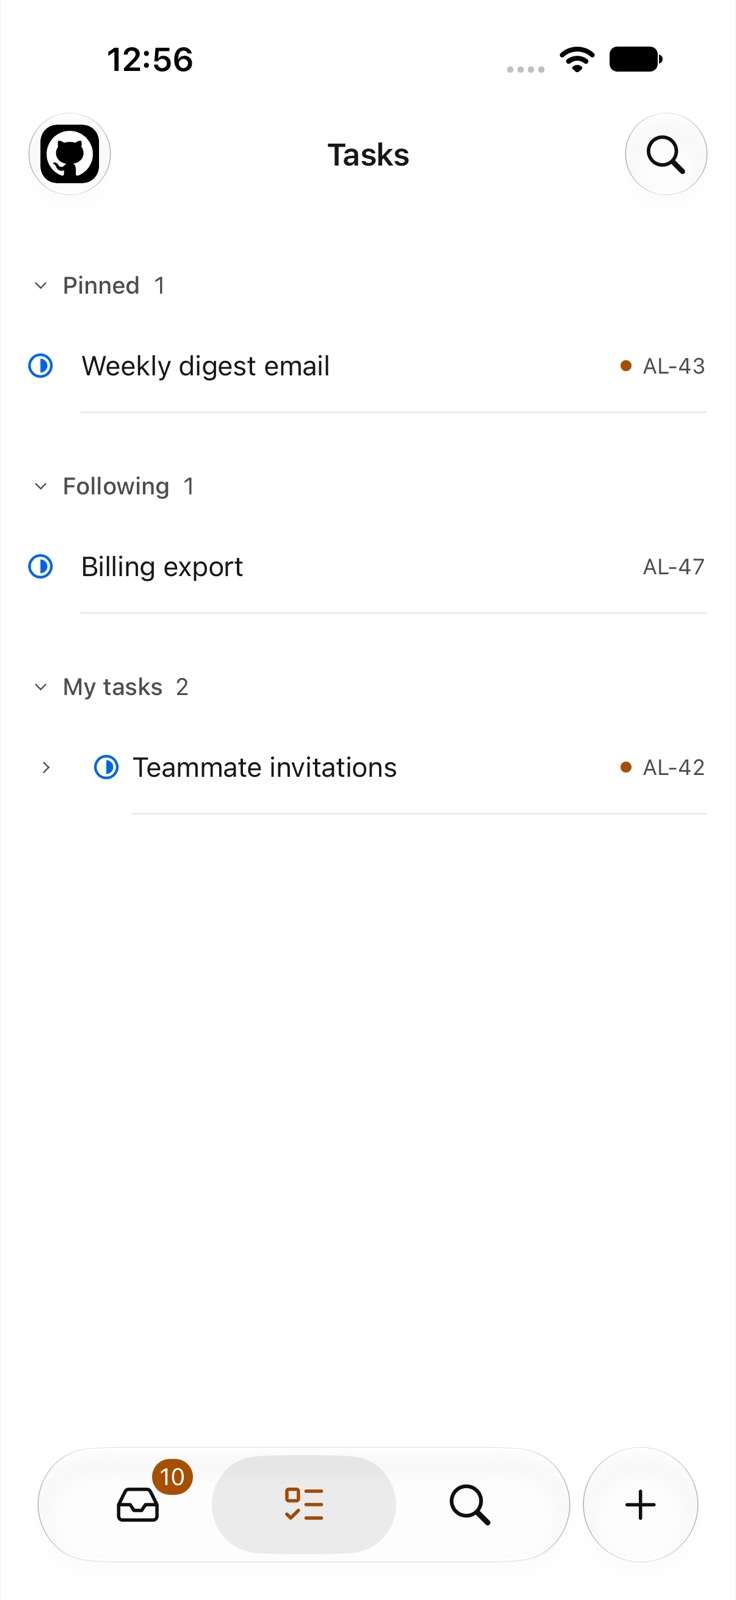 12:56
Tasks
Pinned 1
Weekly digest email AL-43
Following 1
Billing export AL-47
My tasks 2
Teammate invitations AL-42
10